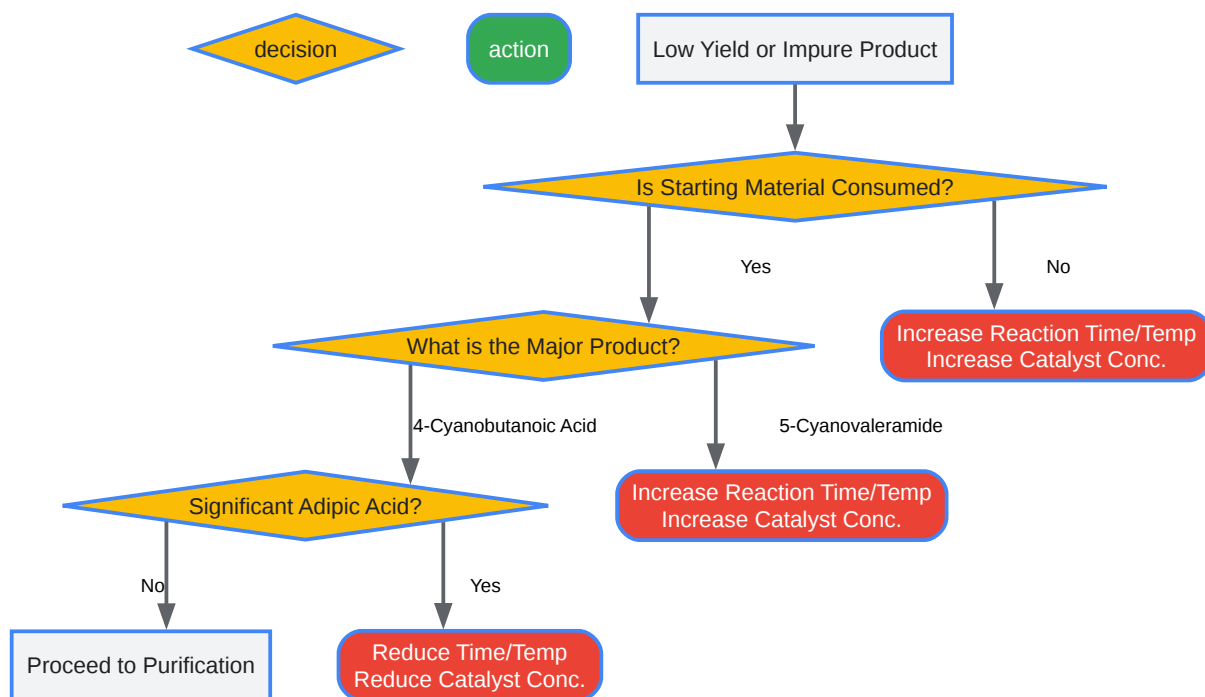 decision
action
Low Yield or Impure Product
Is Starting Material Consumed?
Yes
No
Increase Reaction Time/Temp
Increase Catalyst Conc.
What is the Major Product?
4-Cyanobutanoic Acid
5-Cyanovaleramide
Increase Reaction Time/Temp
Increase Catalyst Conc.
Significant Adipic Acid?
No
Yes
Proceed to Purification
Reduce Time/Temp
Reduce Catalyst Conc.